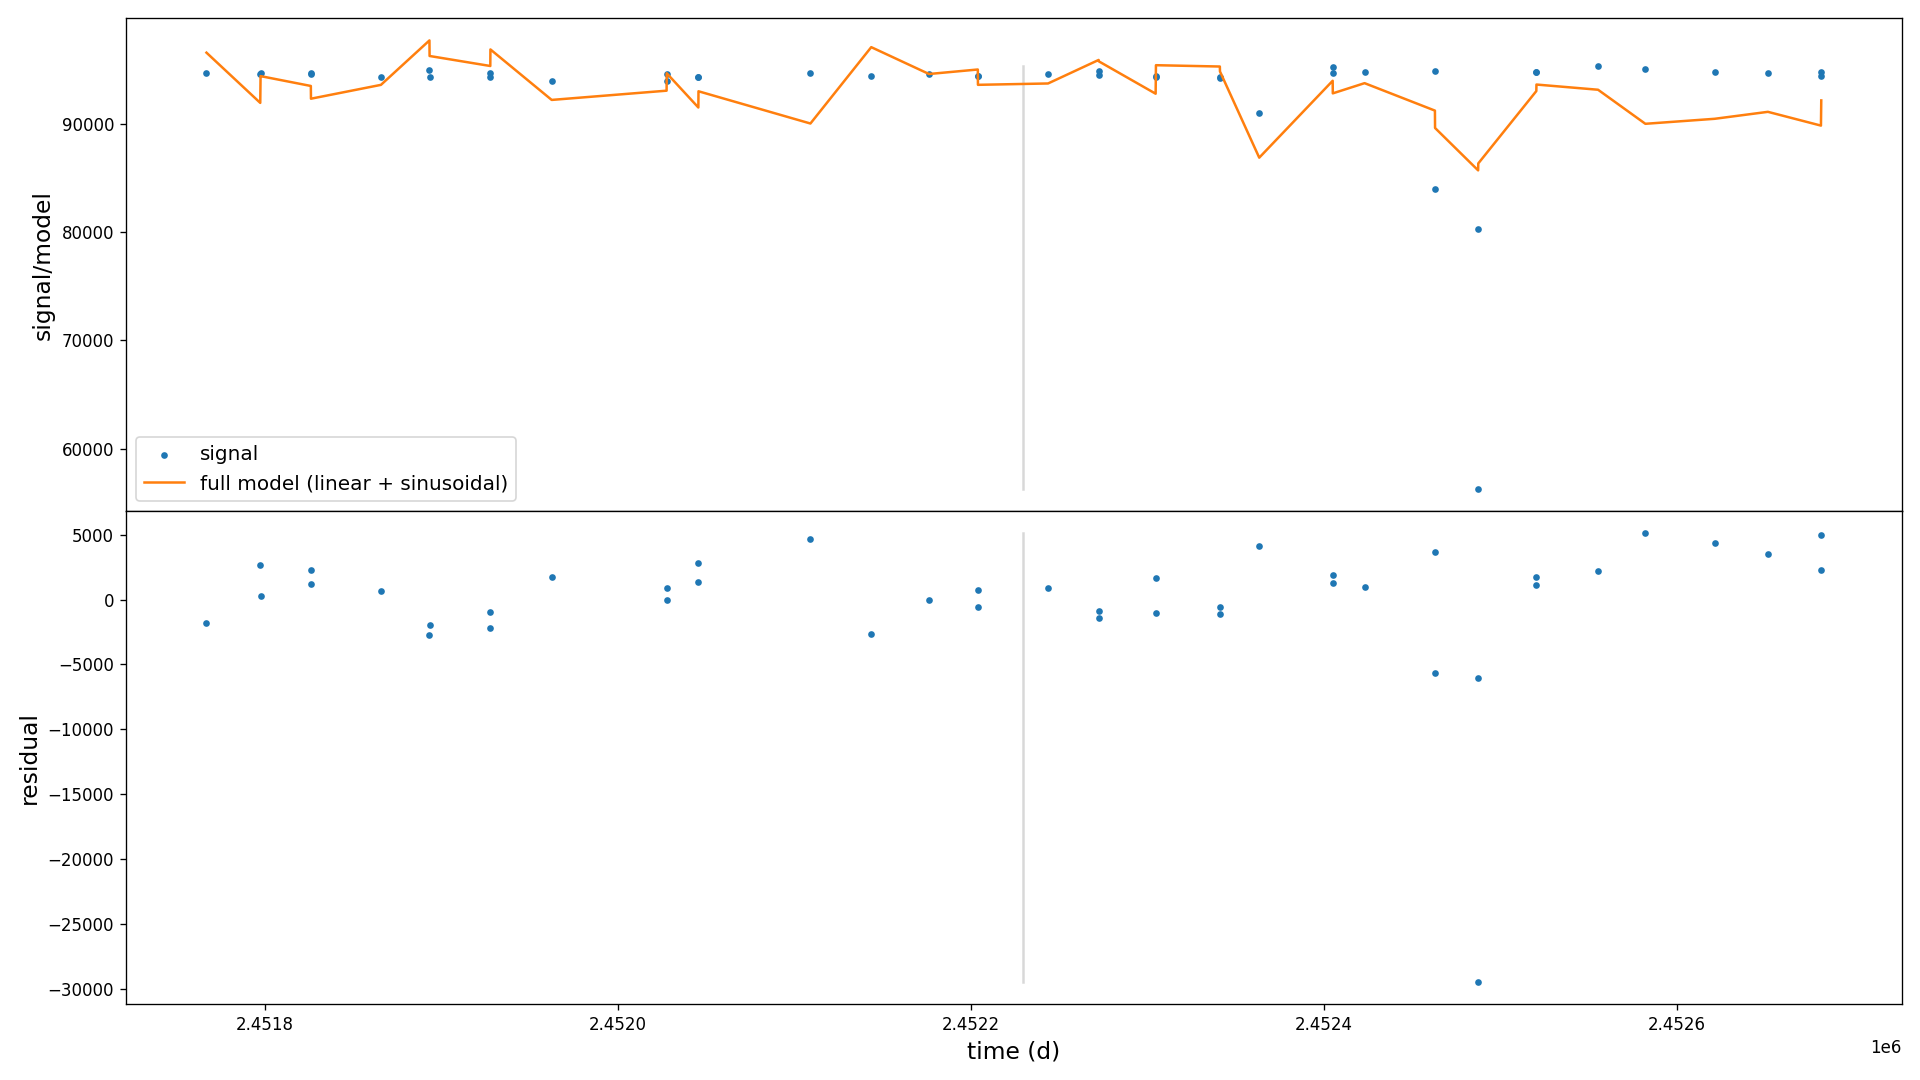 signal/model
90000
80000
70000
60000
signal
full model (linear + sinusoidal)
residual
5000
0
−5000
−10000
−15000
−20000
−25000
−30000
2.4518
2.4520
2.4522
2.4524
2.4526
time (d)
1e6